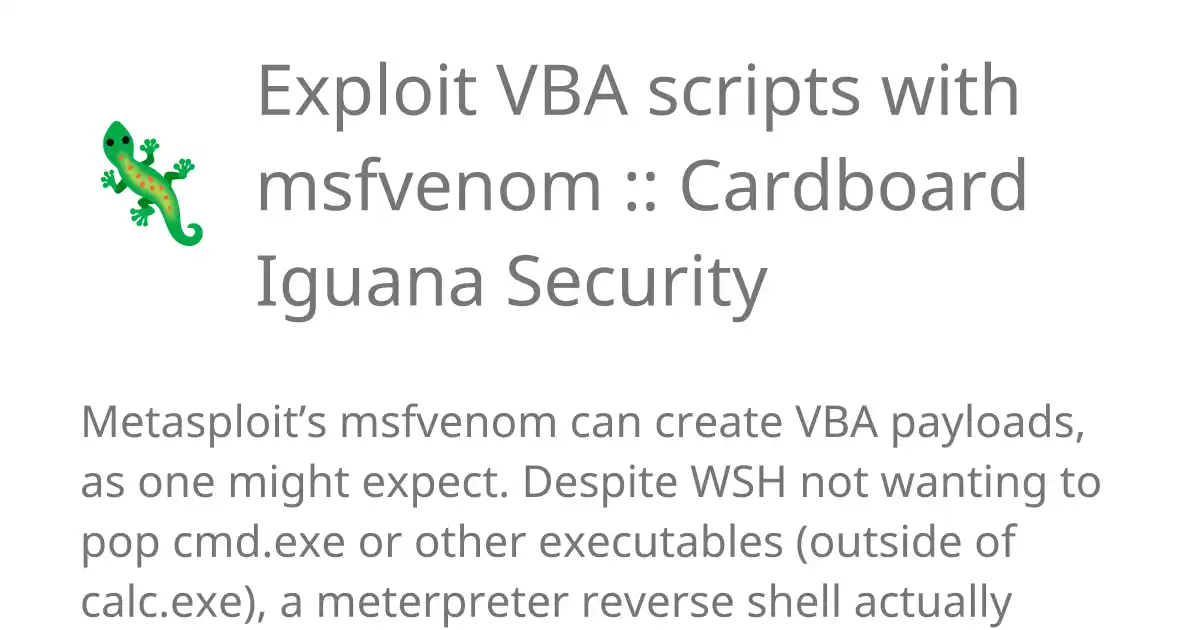 Exploit VBA scripts with
msfvenom :: Cardboard
Iguana Security
Metasploit’s msfvenom can create VBA payloads,
as one might expect. Despite WSH not wanting to
pop cmd.exe or other executables (outside of
calc.exe), a meterpreter reverse shell actually